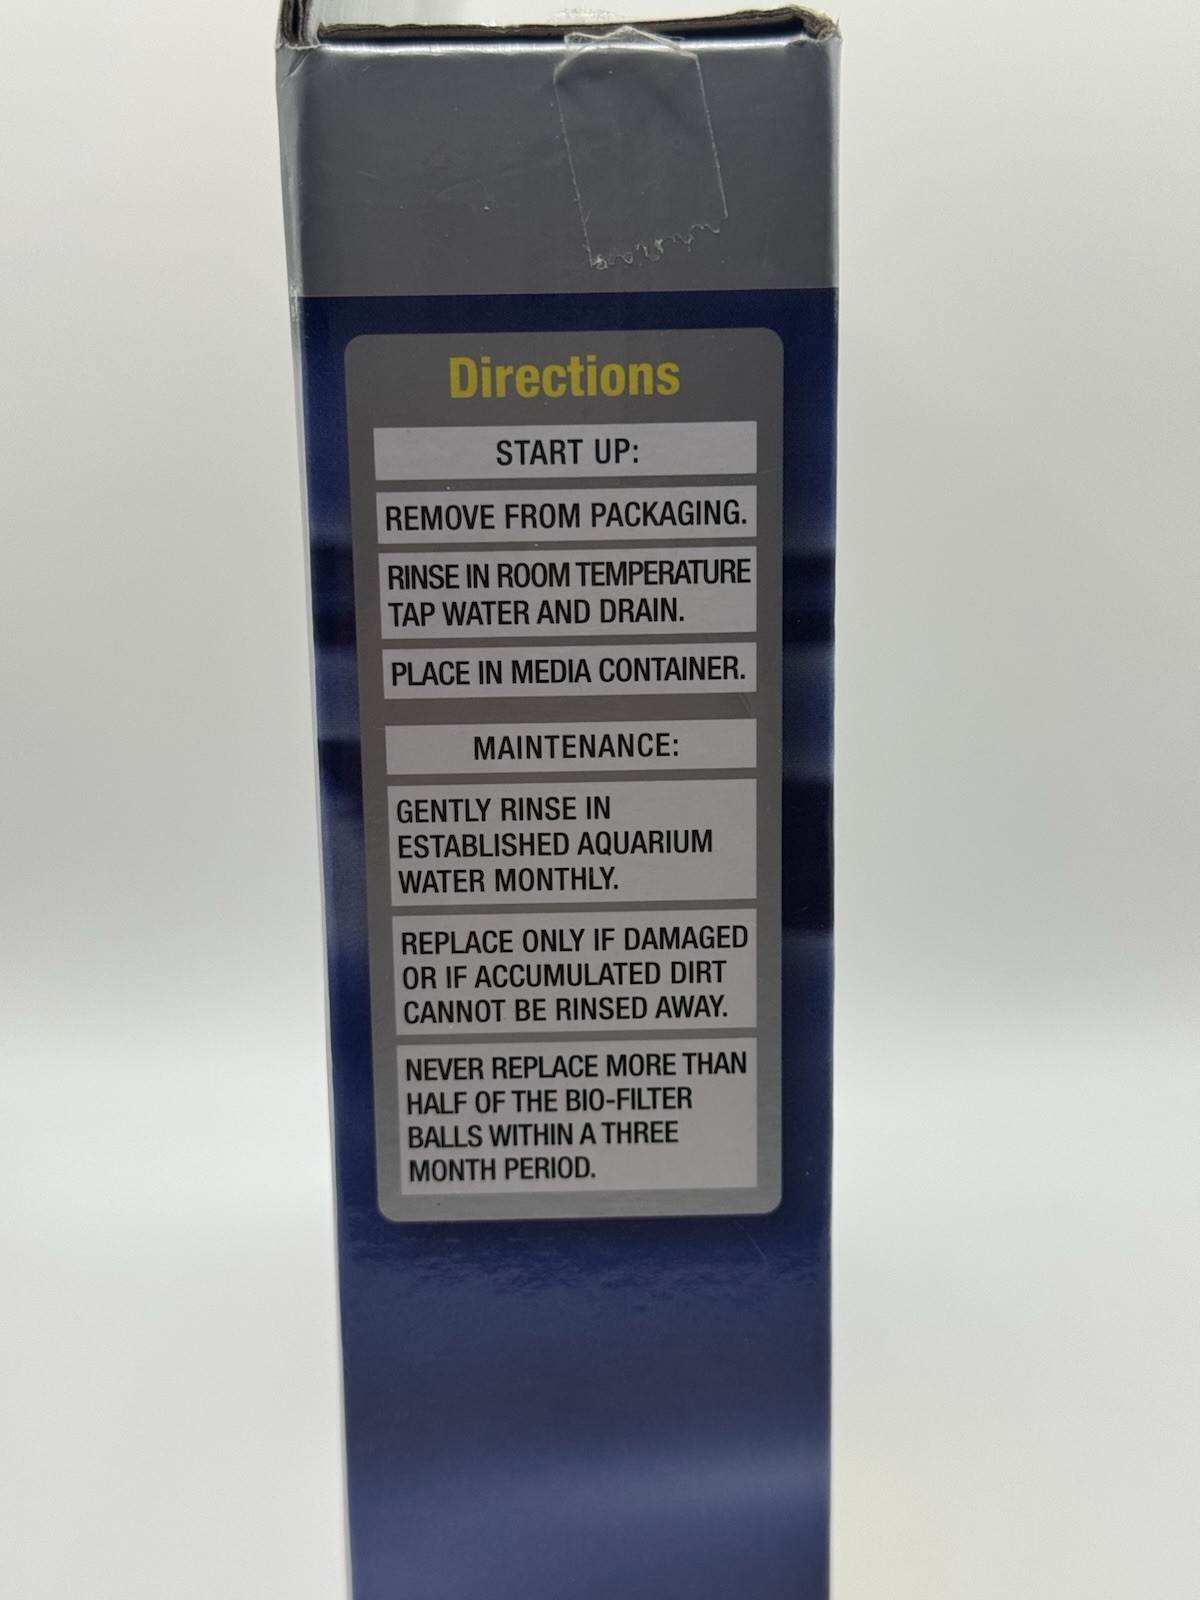 Directions
START UP:
REMOVE FROM PACKAGING.
RINSE IN ROOM TEMPERATURE
TAP WATER AND DRAIN.
PLACE IN MEDIA CONTAINER.
MAINTENANCE:
GENTLY RINSE IN
ESTABLISHED AQUARIUM
WATER MONTHLY.
REPLACE ONLY IF DAMAGED
OR IF ACCUMULATED DIRT
CANNOT BE RINSED AWAY.
NEVER REPLACE MORE THAN
HALF OF THE BIO-FILTER
BALLS WITHIN A THREE
MONTH PERIOD.